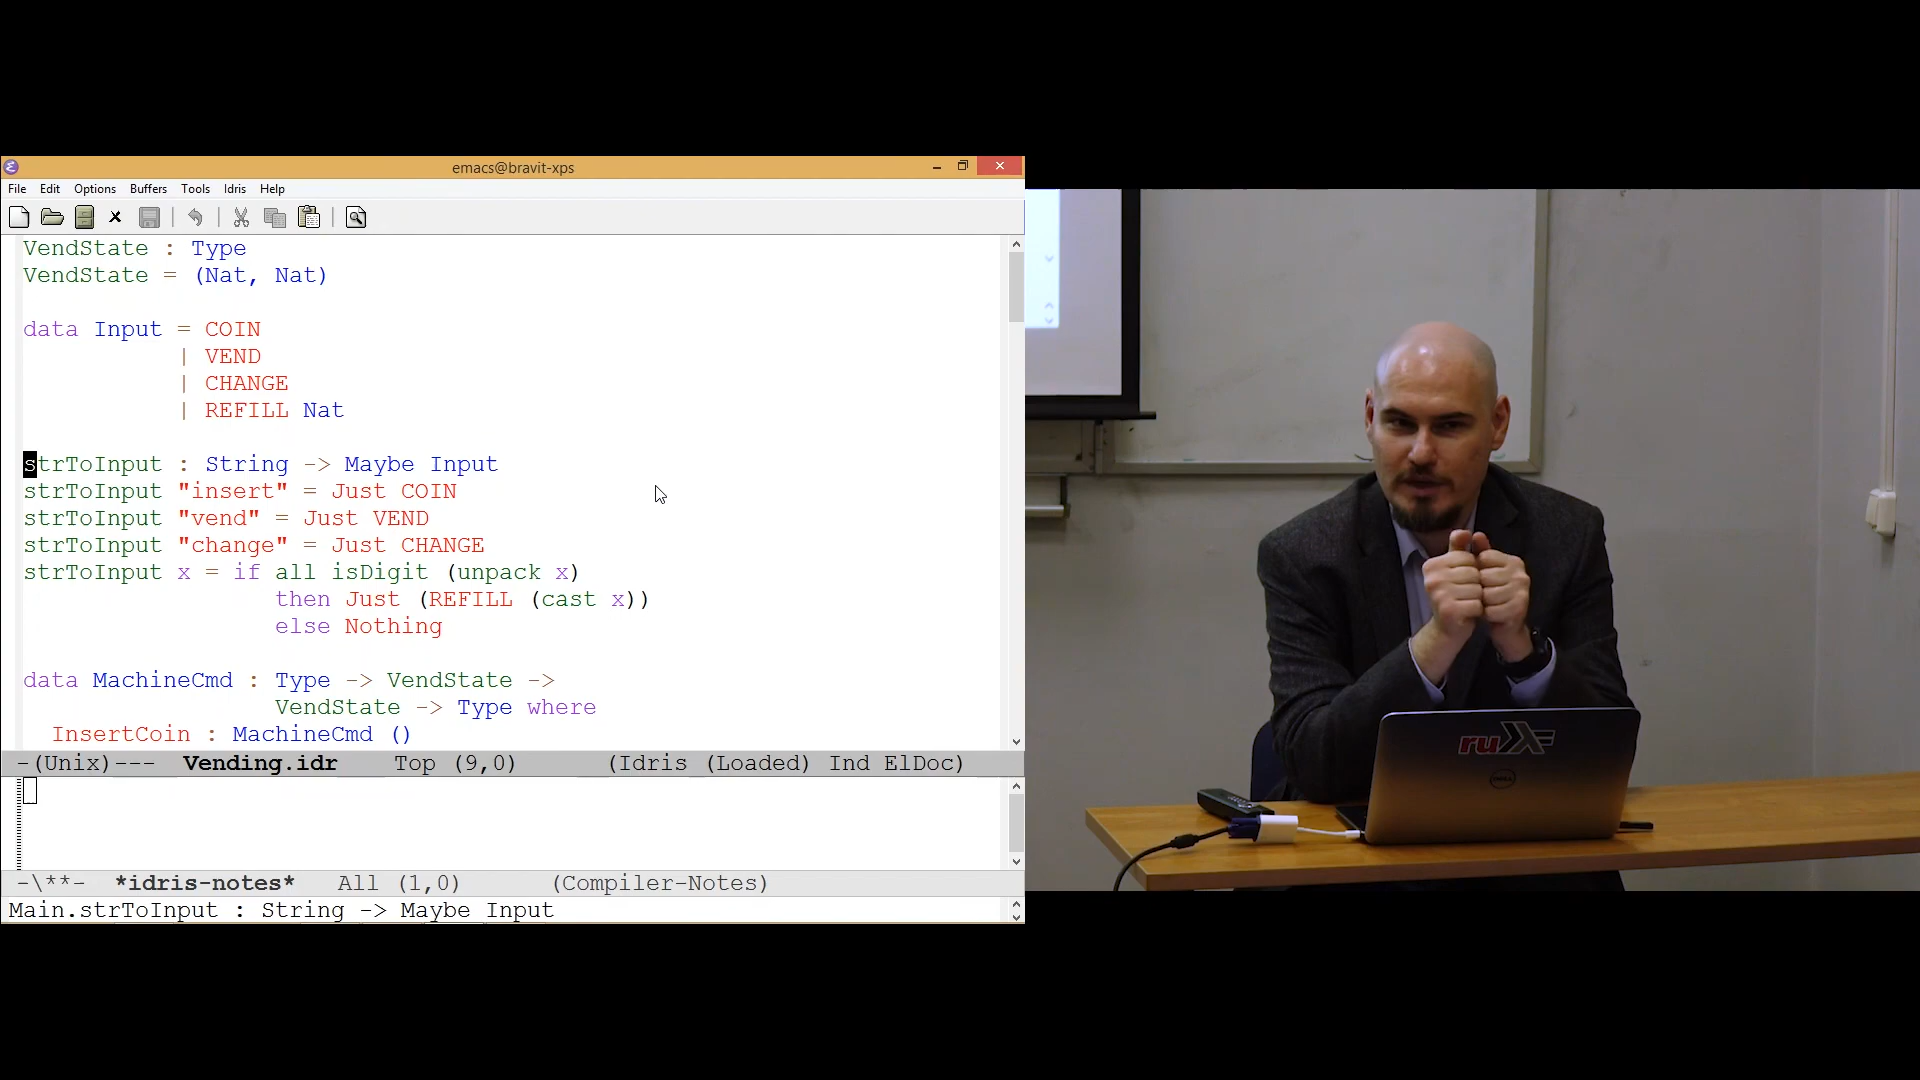 emacs@bravit-xps
File Edit Options Buffers Tools Idris Help
VendState : Type
VendState = (Nat, Nat)
data Input = COIN
| VEND
| CHANGE
| REFILL Nat
strToInput : String -> Maybe Input
strToInput "insert" = Just COIN
strToInput "vend" = Just VEND
strToInput "change" = Just CHANGE
strToInput x = if all isDigit (unpack x)
then Just (REFILL (cast x))
else Nothing
data MachineCmd : Type -> VendState ->
VendState -> Type where
InsertCoin : MachineCmd ()
-(Unix)--- Vending.idr Top (9,0) (Idris (Loaded) Ind ElDoc)
-\**- *idris-notes* All (1,0) (Compiler-Notes)
Main.strToInput : String -> Maybe Input
ru
DELL